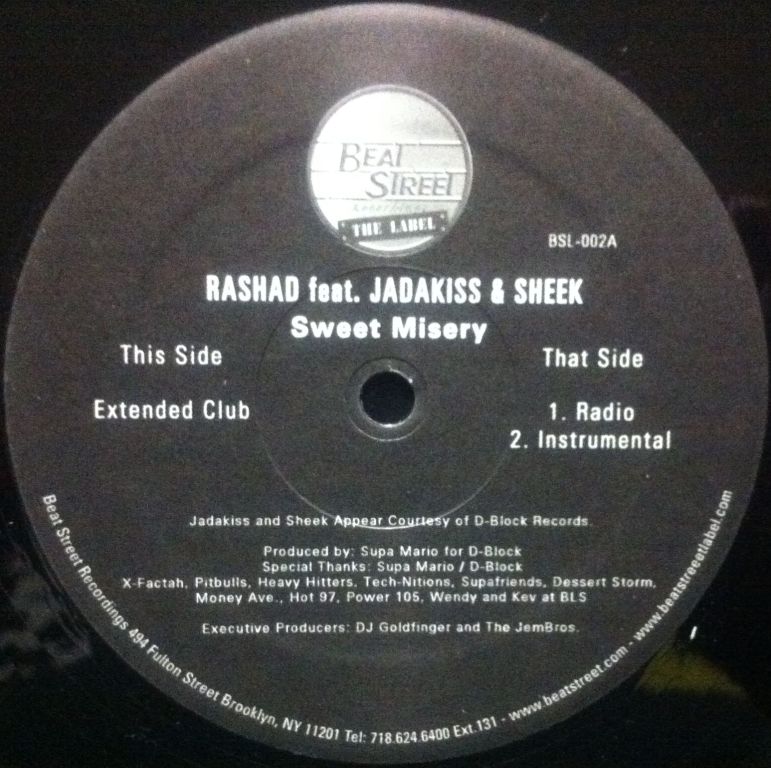 BEAT
STREET
THE LABEL
BSL-002A
RASHAD feat. JADAKISS & SHEEK
Sweet Misery
This Side
That Side
Extended Club
1. Radio
2. Instrumental
Jadakiss and Sheek Appear Courtesy of D-Block Records.
Produced by: Supa Mario for D-Block
Special Thanks: Supa Mario / D-Block
X-Factah, Pitbulls, Heavy Hitters, Tech-Nitions, Supafriends, Dessert Storm,
Money Ave., Hot 97, Power 105, Wendy and Kev at BLS
Executive Producers: DJ Goldfinger and The JemBros.
Beat Street Recordings 494 Fulton Street Brooklyn, NY 11201 Tel: 718.624.6400 Ext.131 - www.beatstreet.com - www.beatstreeetlabel.com